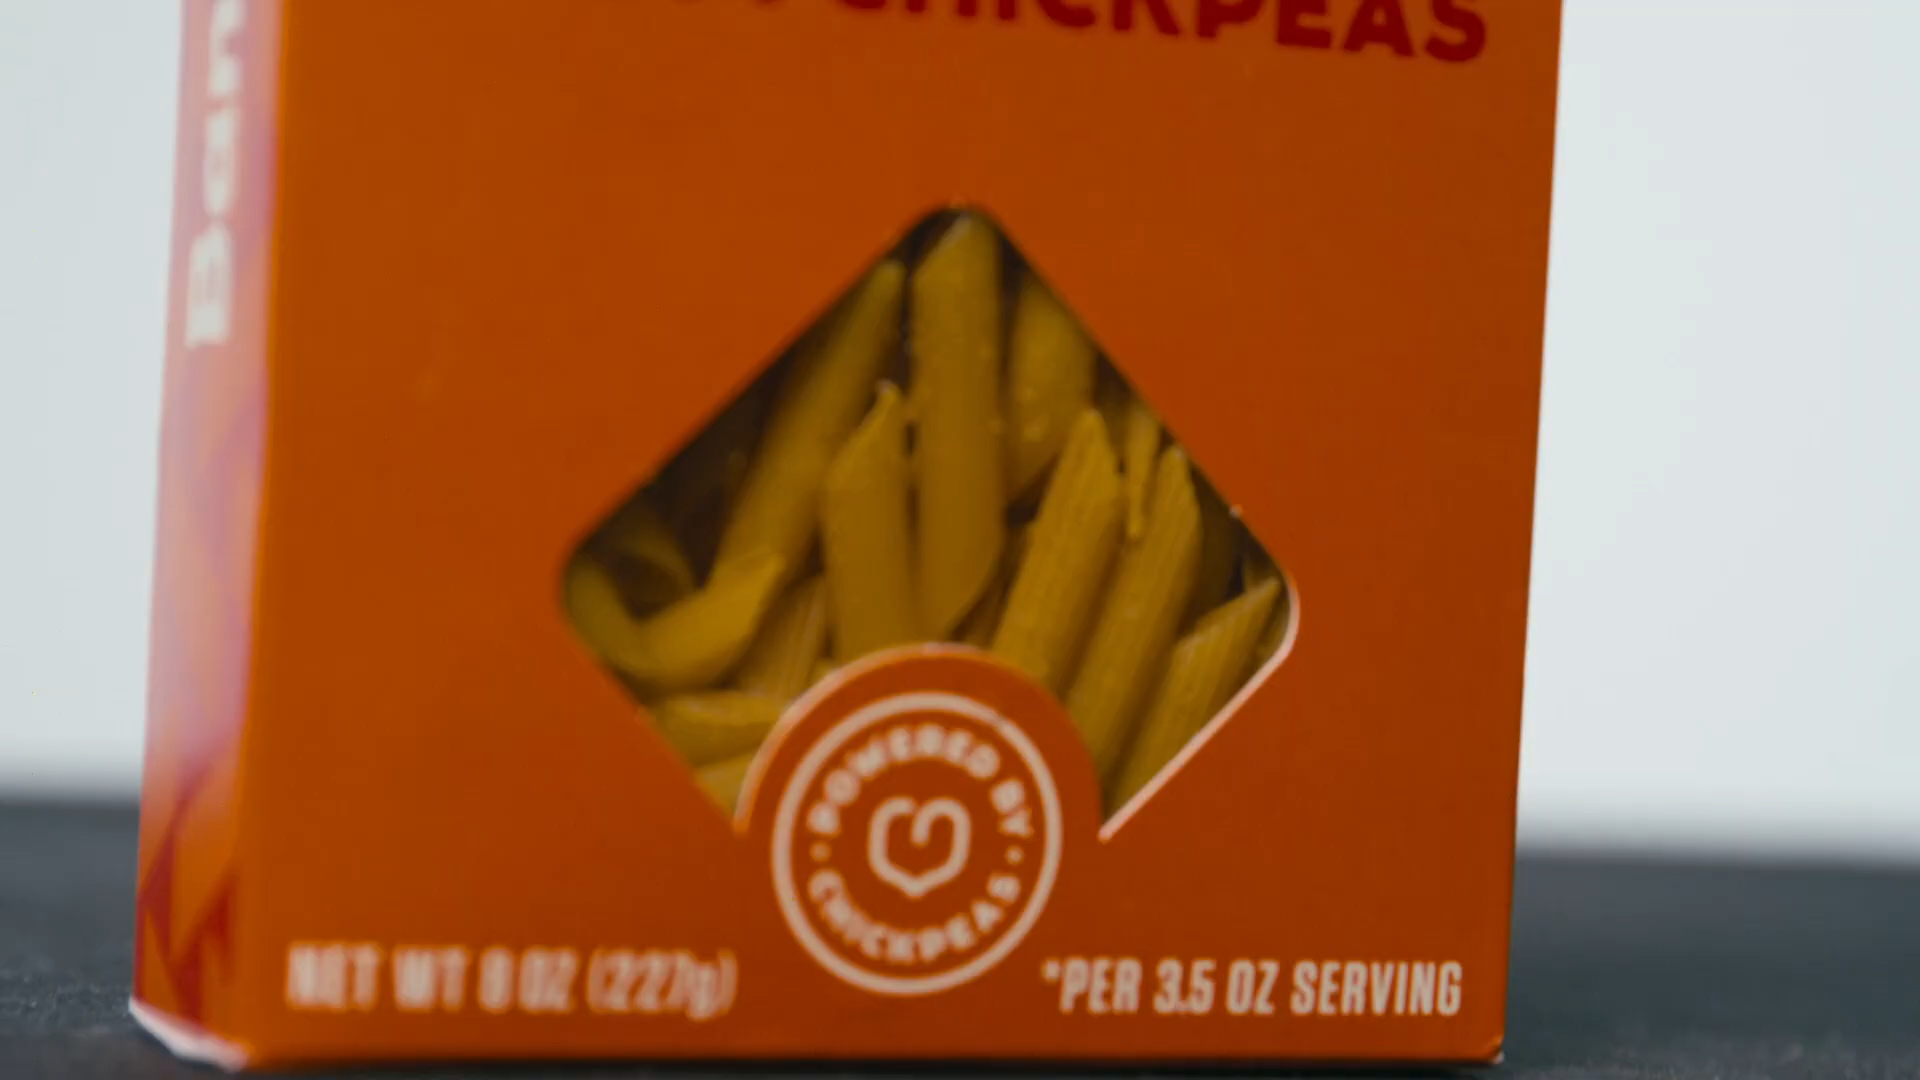 CHICKPEAS
POWERED BY
CHICKPEAS
NET WT 8 OZ (227g)
*PER 3.5 OZ SERVING